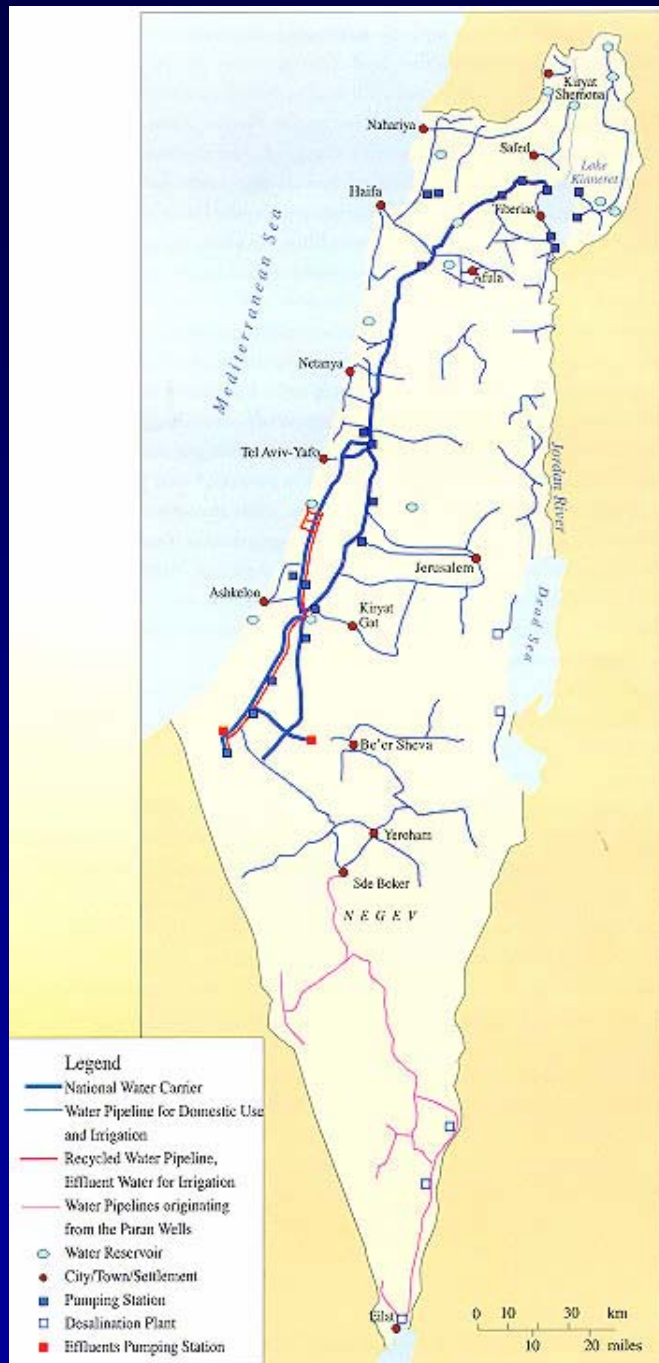 Kiryat
Shemona
Nahariya
Safed
Lake
Kinneret
Haifa
Tiberias
Afula
Mediterranean Sea
Netanya
Tel Aviv-Yafo
Jordan River
Jerusalem
Ashkelon
Kiryat
Gat
Dead Sea
Be'er Sheva
Yeroham
Sde Boker
NEGEV
Eilat
Legend
National Water Carrier
Water Pipeline for Domestic Use
and Irrigation
Recycled Water Pipeline,
Effluent Water for Irrigation
Water Pipelines originating
from the Paran Wells
Water Reservoir
City/Town/Settlement
Pumping Station
Desalination Plant
Effluents Pumping Station
0 10 30 km
10 20 miles